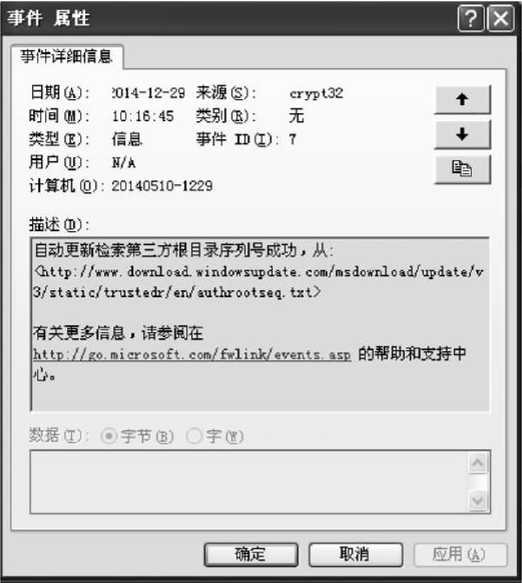 事件 属性
事件详细信息
日期(A): 2014-12-29 来源(S): crypt32
时间(M): 10:16:45 类别(R): 无
类型(E): 信息 事件 ID(I): 7
用户(U): N/A
计算机(O): 20140510-1229
描述(D):
自动更新检索第三方根目录序列号成功，从:
<http://www.download.windowsupdate.com/msdownload/update/v
3/static/trustedr/en/authrootseq.txt>
有关更多信息，请参阅在
http://go.microsoft.com/fwlink/events.asp 的帮助和支持中
心。
数据(T): 字节(B) 字(W)
确定 取消 应用(A)